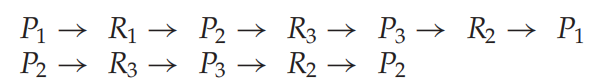 P₁ → R₁ → P₂ → R₃ → P₃ → R₂ → P₁
P₂ → R₃ → P₃ → R₂ → P₂